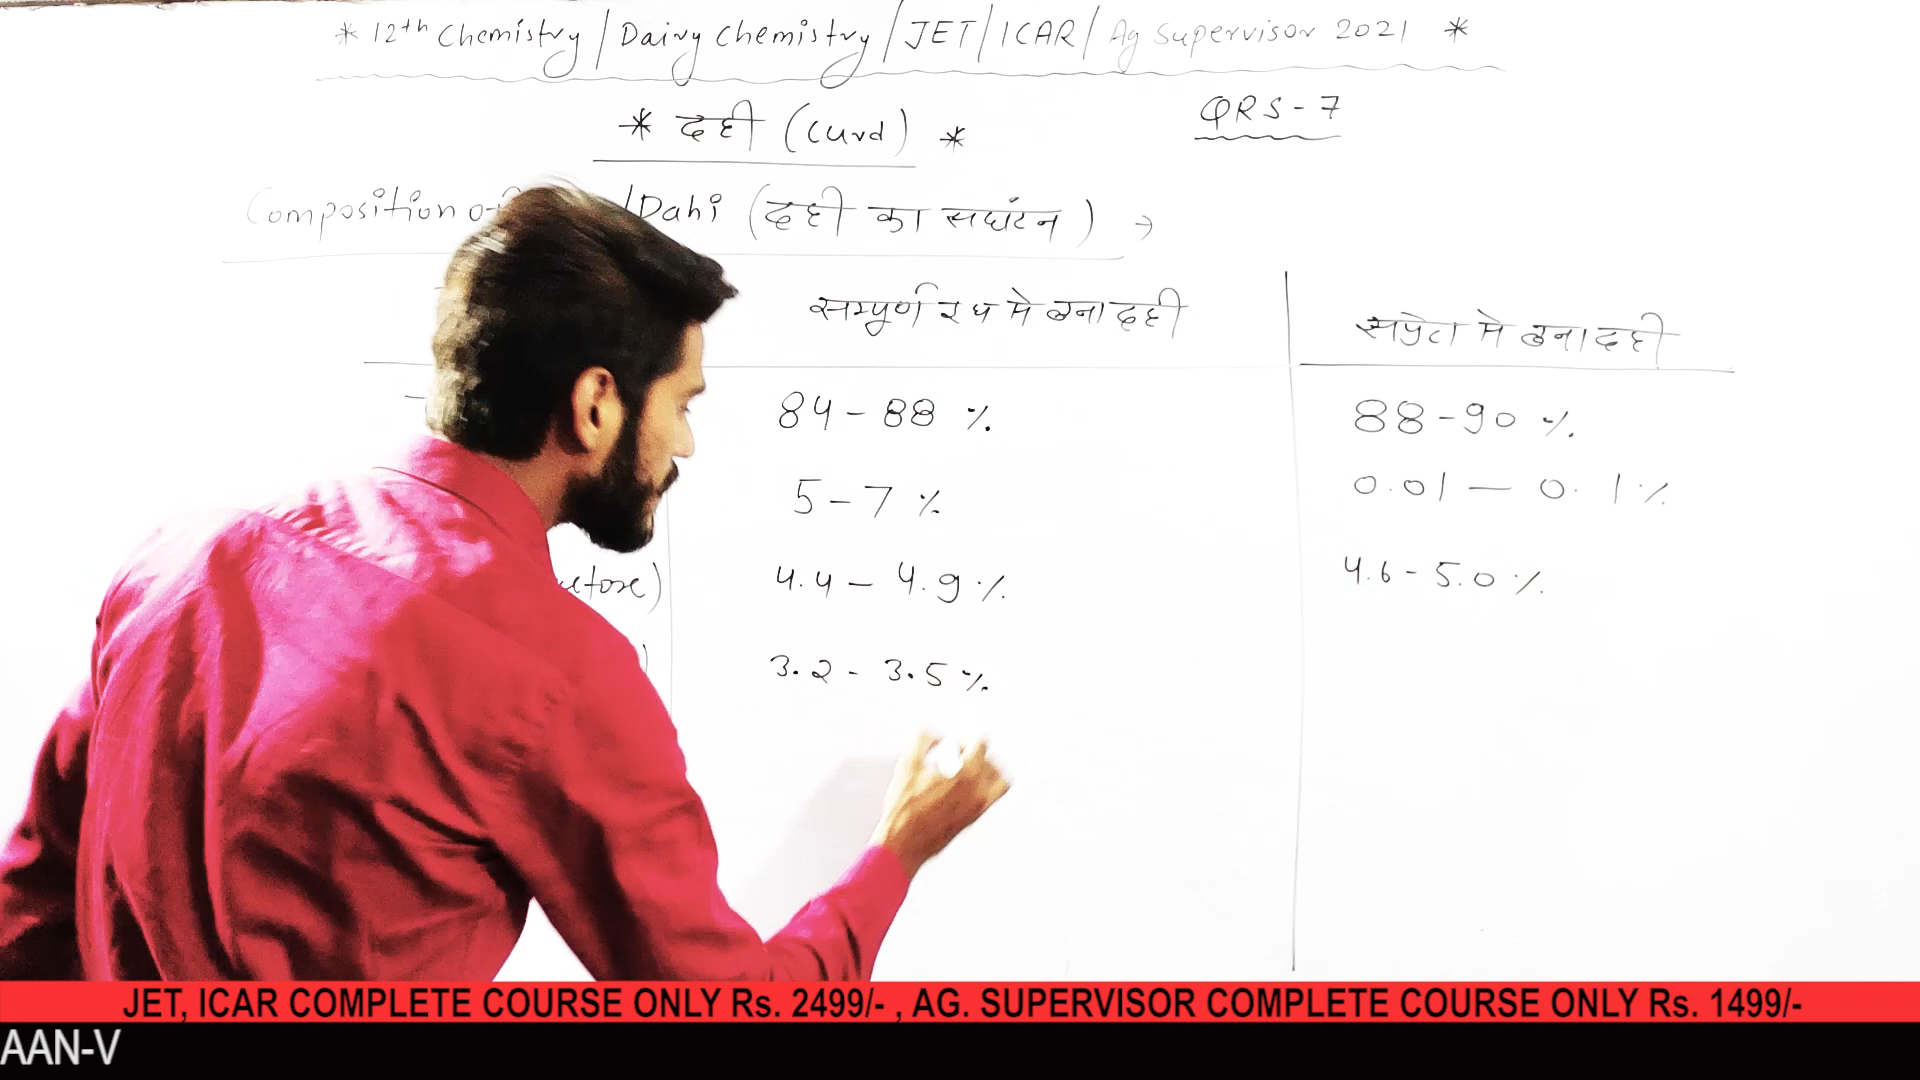 * 12th Chemistry / Dairy Chemistry / JET / ICAR / Ag Supervisor 2021 *
* दही (Curd) *
QRS - 7
Composition of /Dahi (दही का सघंटन) →
सम्पुर्ण दुध से बना दही
सप्रेटा से बना दही
84 - 88 %
88 - 90 %
5 - 7 %
0.01 - 0.1 %
4.4 - 4.9 %
4.6 - 5.0 %
3.2 - 3.5 %
JET, ICAR COMPLETE COURSE ONLY Rs. 2499/- , AG. SUPERVISOR COMPLETE COURSE ONLY Rs. 1499/-
AAN-V